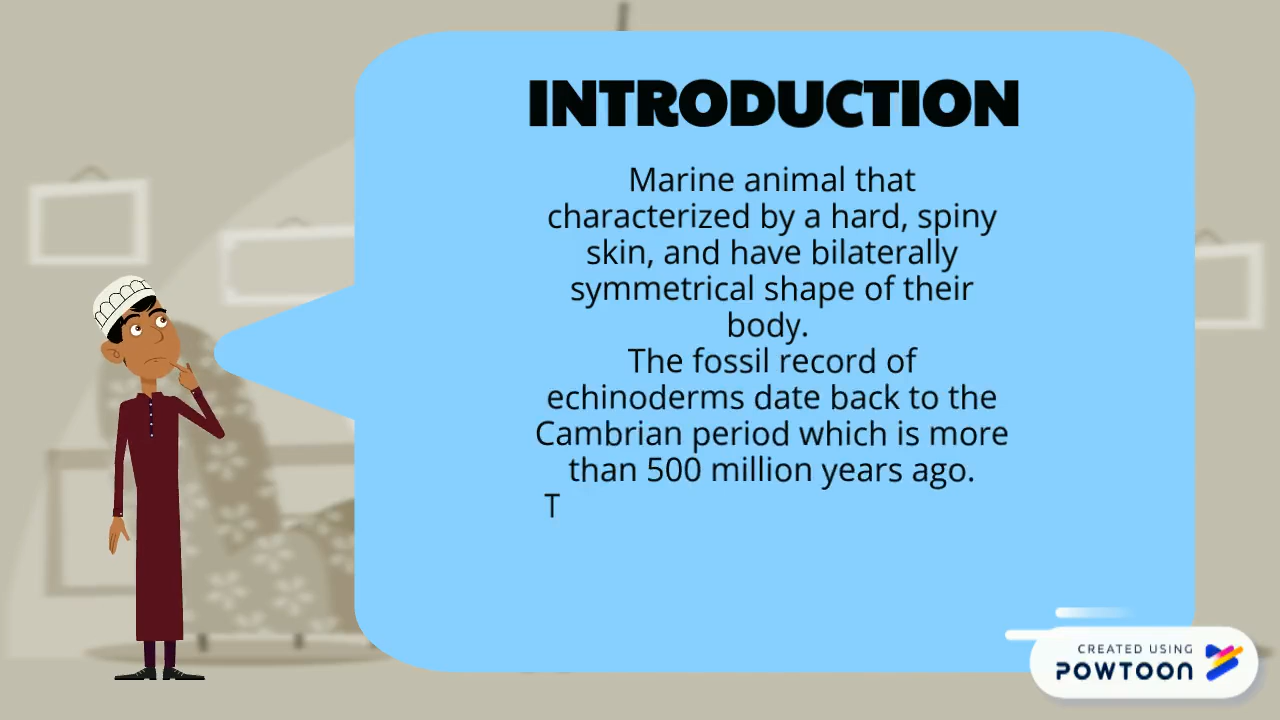 INTRODUCTION
Marine animal that
characterized by a hard, spiny
skin, and have bilaterally
symmetrical shape of their
body.
The fossil record of
echinoderms date back to the
Cambrian period which is more
than 500 million years ago.
T
CREATED USING
POWTOON